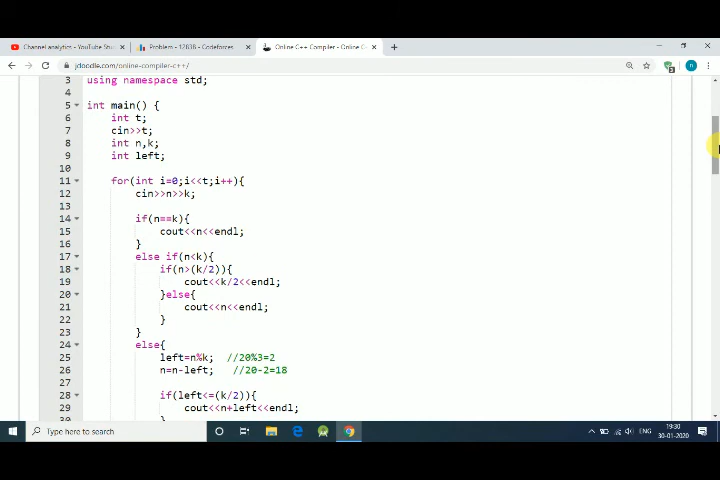 Channel analytics - YouTube Stu
Problem - 1283B - Codeforces
Online C++ Compiler - Online C+
jdoodle.com/online-compiler-c++/
3 using namespace std;
4
5 int main() {
6 int t;
7 cin>>t;
8 int n,k;
9 int left;
10
11 for(int i=0;i<<t;i++){
12 cin>>n>>k;
13
14 if(n==k){
15 cout<<n<<endl;
16 }
17 else if(n<k){
18 if(n>(k/2)){
19 cout<<k/2<<endl;
20 }else{
21 cout<<n<<endl;
22 }
23 }
24 else{
25 left=n%k; //20%3=2
26 n=n-left; //20-2=18
27
28 if(left<=(k/2)){
29 cout<<n+left<<endl;
Type here to search
ENG
19:30
30-01-2020